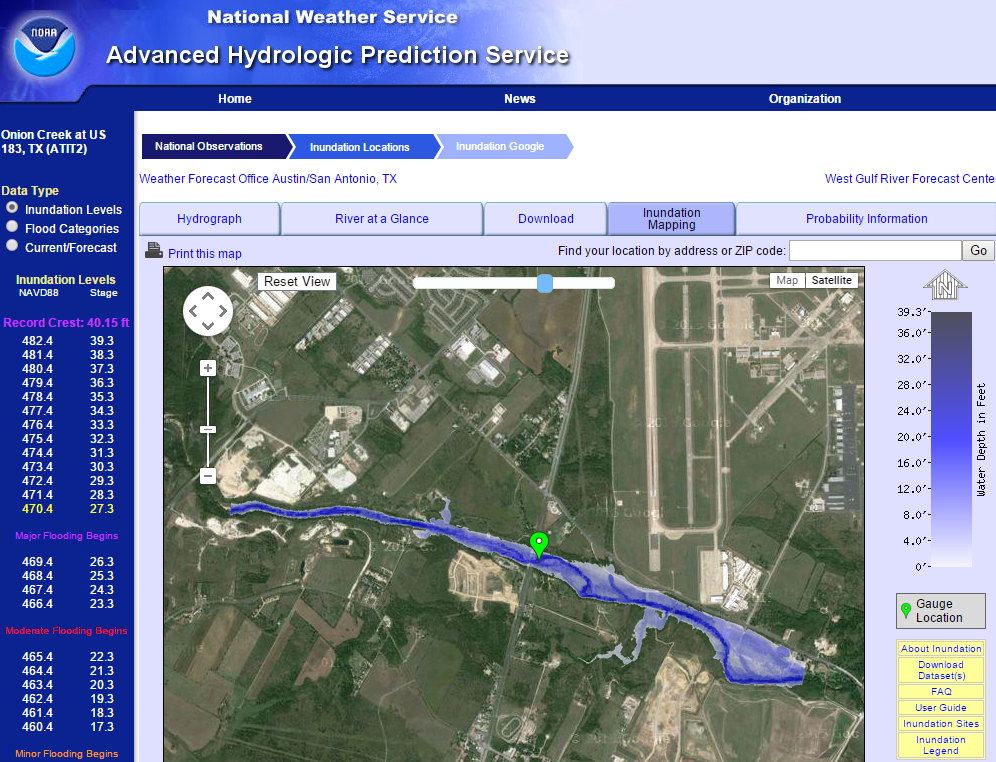 NOAA
National Weather Service
Advanced Hydrologic Prediction Service
Home News Organization
Onion Creek at US
183, TX (ATIT2)
Data Type
Inundation Levels
Flood Categories
Current/Forecast
Inundation Levels
NAVD88 Stage
Record Crest: 40.15 ft
482.4 39.3
481.4 38.3
480.4 37.3
479.4 36.3
478.4 35.3
477.4 34.3
476.4 33.3
475.4 32.3
474.4 31.3
473.4 30.3
472.4 29.3
471.4 28.3
470.4 27.3
Major Flooding Begins
469.4 26.3
468.4 25.3
467.4 24.3
466.4 23.3
Moderate Flooding Begins
465.4 22.3
464.4 21.3
463.4 20.3
462.4 19.3
461.4 18.3
460.4 17.3
Minor Flooding Begins
National Observations Inundation Locations Inundation Google
Weather Forecast Office Austin/San Antonio, TX West Gulf River Forecast Cente
Hydrograph River at a Glance Download Inundation
Mapping Probability Information
Print this map Find your location by address or ZIP code: Go
Reset View Map Satellite
N
39.3'
36.0'
32.0'
28.0'
24.0'
20.0'
16.0'
12.0'
8.0'
4.0'
0'
Water Depth in Feet
Gauge
Location
About Inundation
Download
Dataset(s)
FAQ
User Guide
Inundation Sites
Inundation
Legend